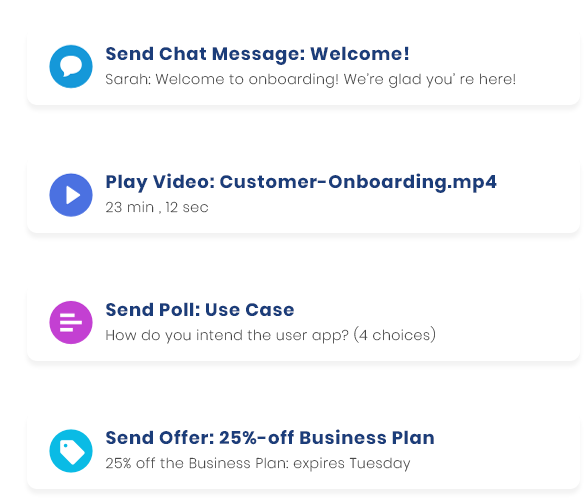 Send Chat Message: Welcome!
Sarah: Welcome to onboarding! We're glad you' re here!
Play Video: Customer-Onboarding.mp4
23 min , 12 sec
Send Poll: Use Case
How do you intend the user app? (4 choices)
Send Offer: 25%-off Business Plan
25% off the Business Plan: expires Tuesday